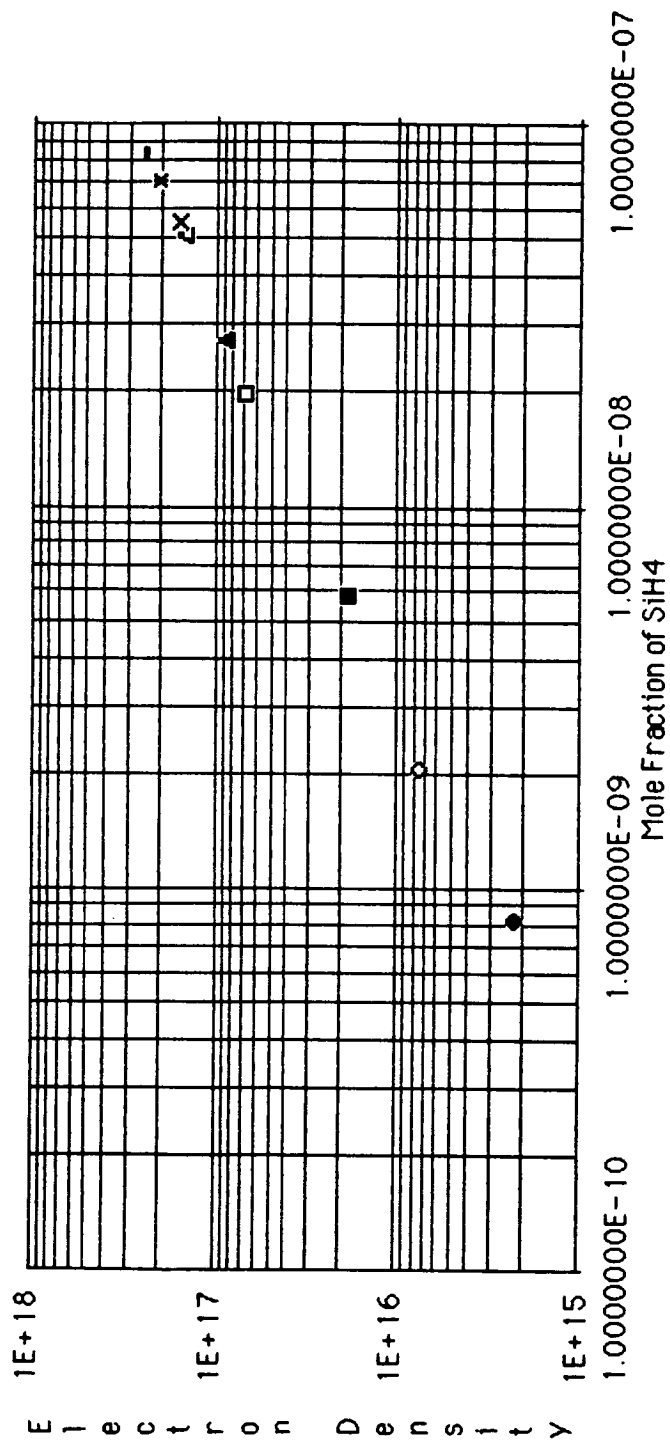 Electron Density
1E+18
1E+17
1E+16
1E+15
1.0000000E-10
1.0000000E-09
1.0000000E-08
1.0000000E-07
Mole Fraction of SiH4